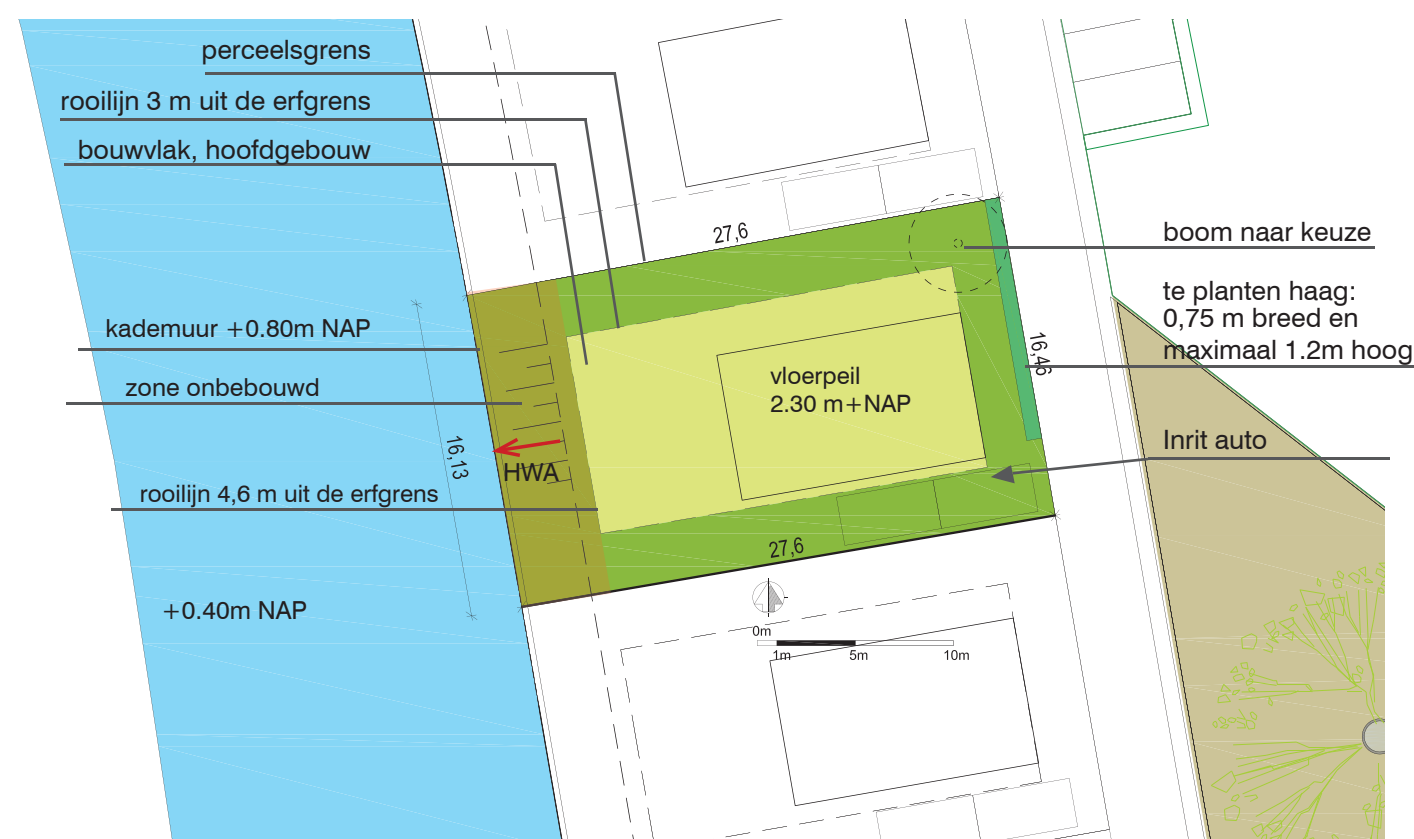 perceelsgrens
rooilijn 3 m uit de erfgrens
bouwvlak, hoofdgebouw
27,6
boom naar keuze
te planten haag:
0,75 m breed en
maximaal 1.2m hoog
kademuur +0.80m NAP
16,46
zone onbebouwd
vloerpeil
2.30 m+NAP
Inrit auto
16,13
HWA
rooilijn 4,6 m uit de erfgrens
27,6
+0.40m NAP
0m
1m
5m
10m